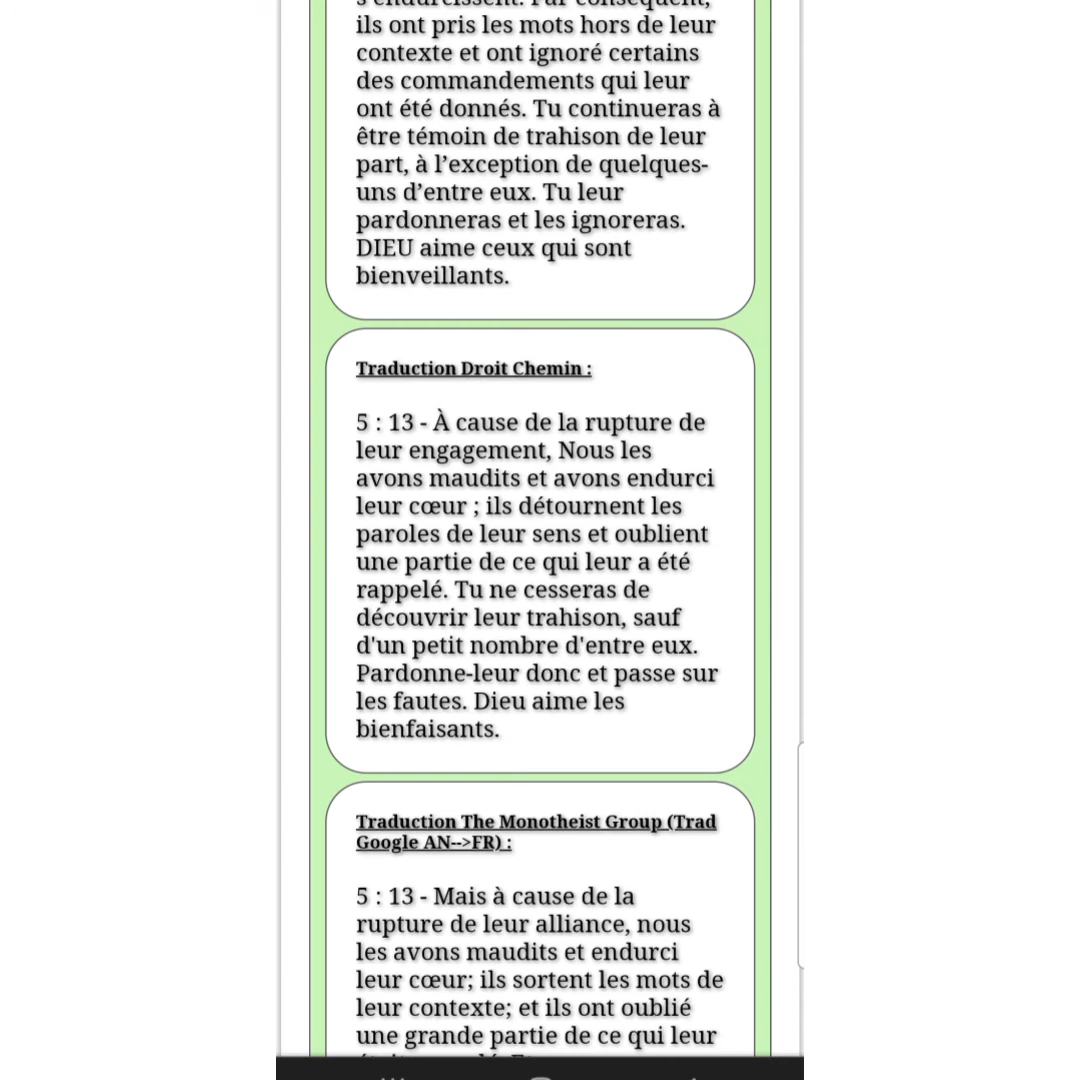 s'endurcissent. Par conséquent,
ils ont pris les mots hors de leur
contexte et ont ignoré certains
des commandements qui leur
ont été donnés. Tu continueras à
être témoin de trahison de leur
part, à l’exception de quelques-
uns d’entre eux. Tu leur
pardonneras et les ignoreras.
DIEU aime ceux qui sont
bienveillants.
Traduction Droit Chemin :
5 : 13 - À cause de la rupture de
leur engagement, Nous les
avons maudits et avons endurci
leur cœur ; ils détournent les
paroles de leur sens et oublient
une partie de ce qui leur a été
rappelé. Tu ne cesseras de
découvrir leur trahison, sauf
d'un petit nombre d'entre eux.
Pardonne-leur donc et passe sur
les fautes. Dieu aime les
bienfaisants.
Traduction The Monotheist Group (Trad
Google AN-->FR) :
5 : 13 - Mais à cause de la
rupture de leur alliance, nous
les avons maudits et endurci
leur cœur; ils sortent les mots de
leur contexte; et ils ont oublié
une grande partie de ce qui leur